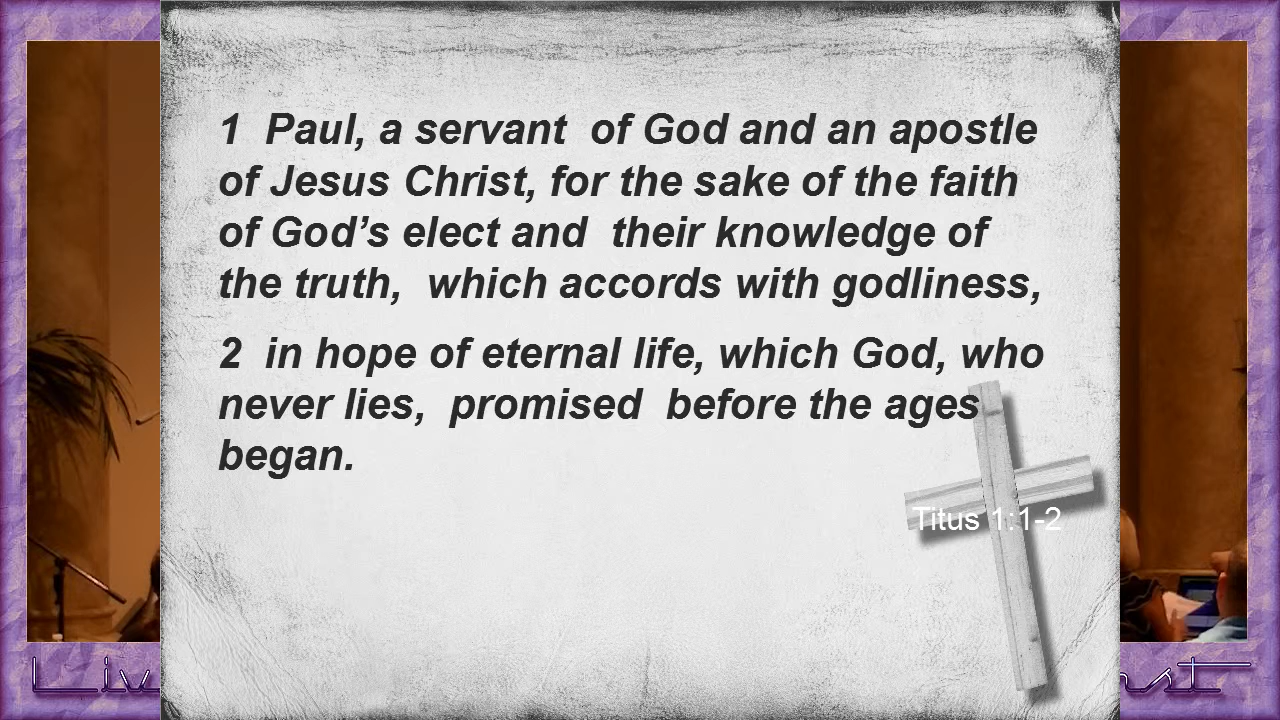 1  Paul, a servant  of God and an apostle
of Jesus Christ, for the sake of the faith
of God’s elect and  their knowledge of
the truth,  which accords with godliness,
2  in hope of eternal life, which God, who
never lies,  promised  before the ages
began.
Titus 1:1-2